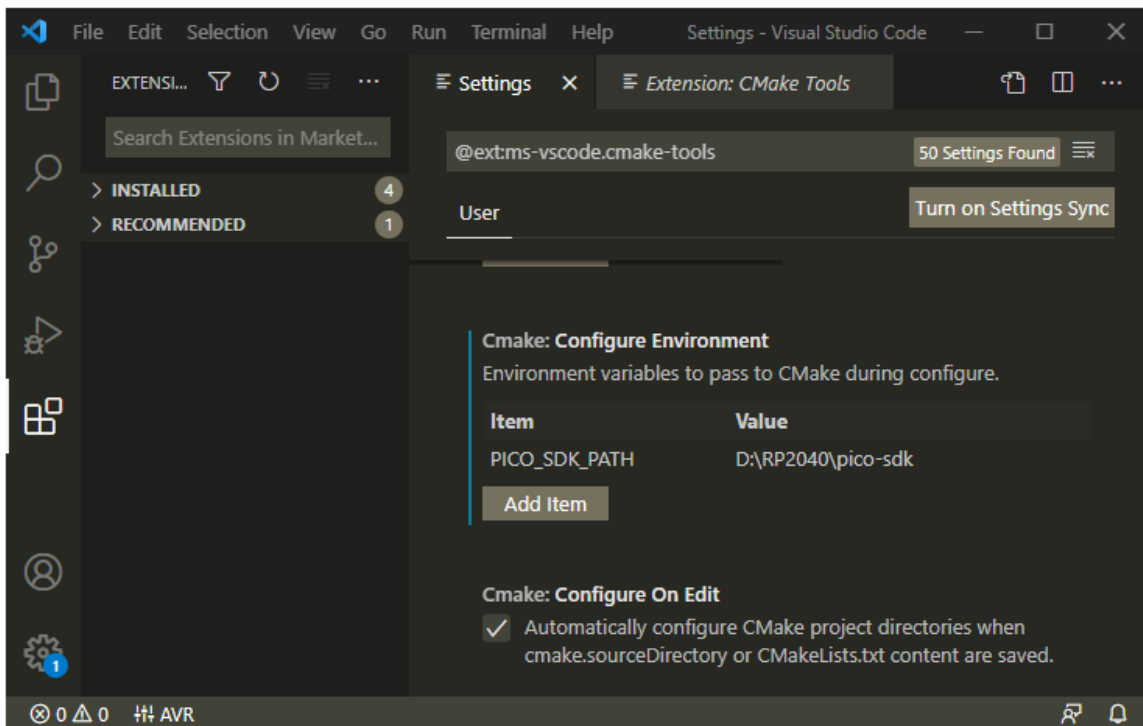 File Edit Selection View Go Run Terminal Help Settings - Visual Studio Code
EXTENSI...
Settings
Extension: CMake Tools
Search Extensions in Market...
INSTALLED 4
RECOMMENDED 1
@ext:ms-vscode.cmake-tools 50 Settings Found
User
Turn on Settings Sync
Cmake: Configure Environment
Environment variables to pass to CMake during configure.
Item Value
PICO_SDK_PATH D:\RP2040\pico-sdk
Add Item
Cmake: Configure On Edit
Automatically configure CMake project directories when
cmake.sourceDirectory or CMakeLists.txt content are saved.
1
0 0 AVR